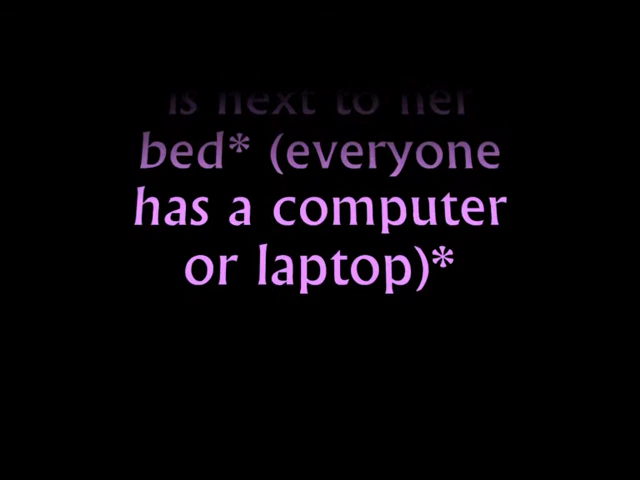 is next to her
bed* (everyone
has a computer
or laptop)*